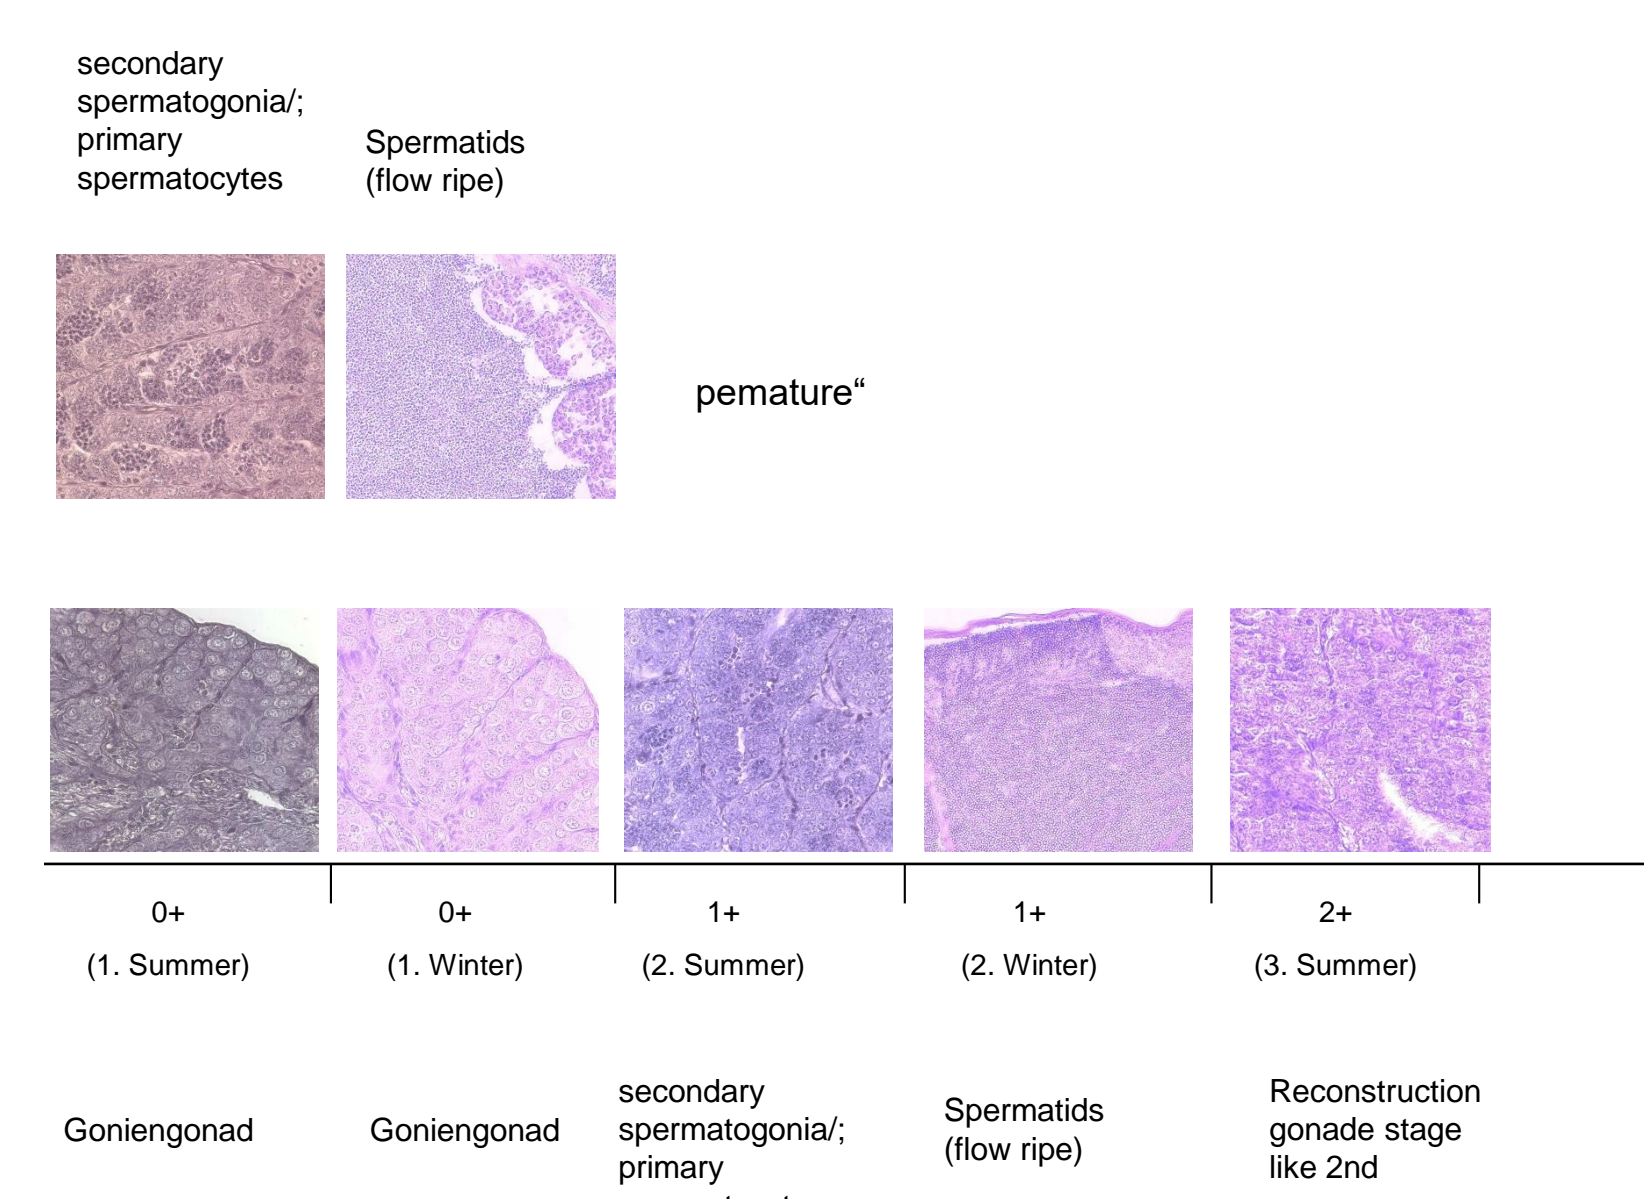 secondary
spermatogonia/;
primary
spermatocytes
Spermatids
(flow ripe)
pemature“
0+
0+
1+
1+
2+
(1. Summer)
(1. Winter)
(2. Summer)
(2. Winter)
(3. Summer)
Goniengonad
Goniengonad
secondary
spermatogonia/;
primary
Spermatids
(flow ripe)
Reconstruction
gonade stage
like 2nd